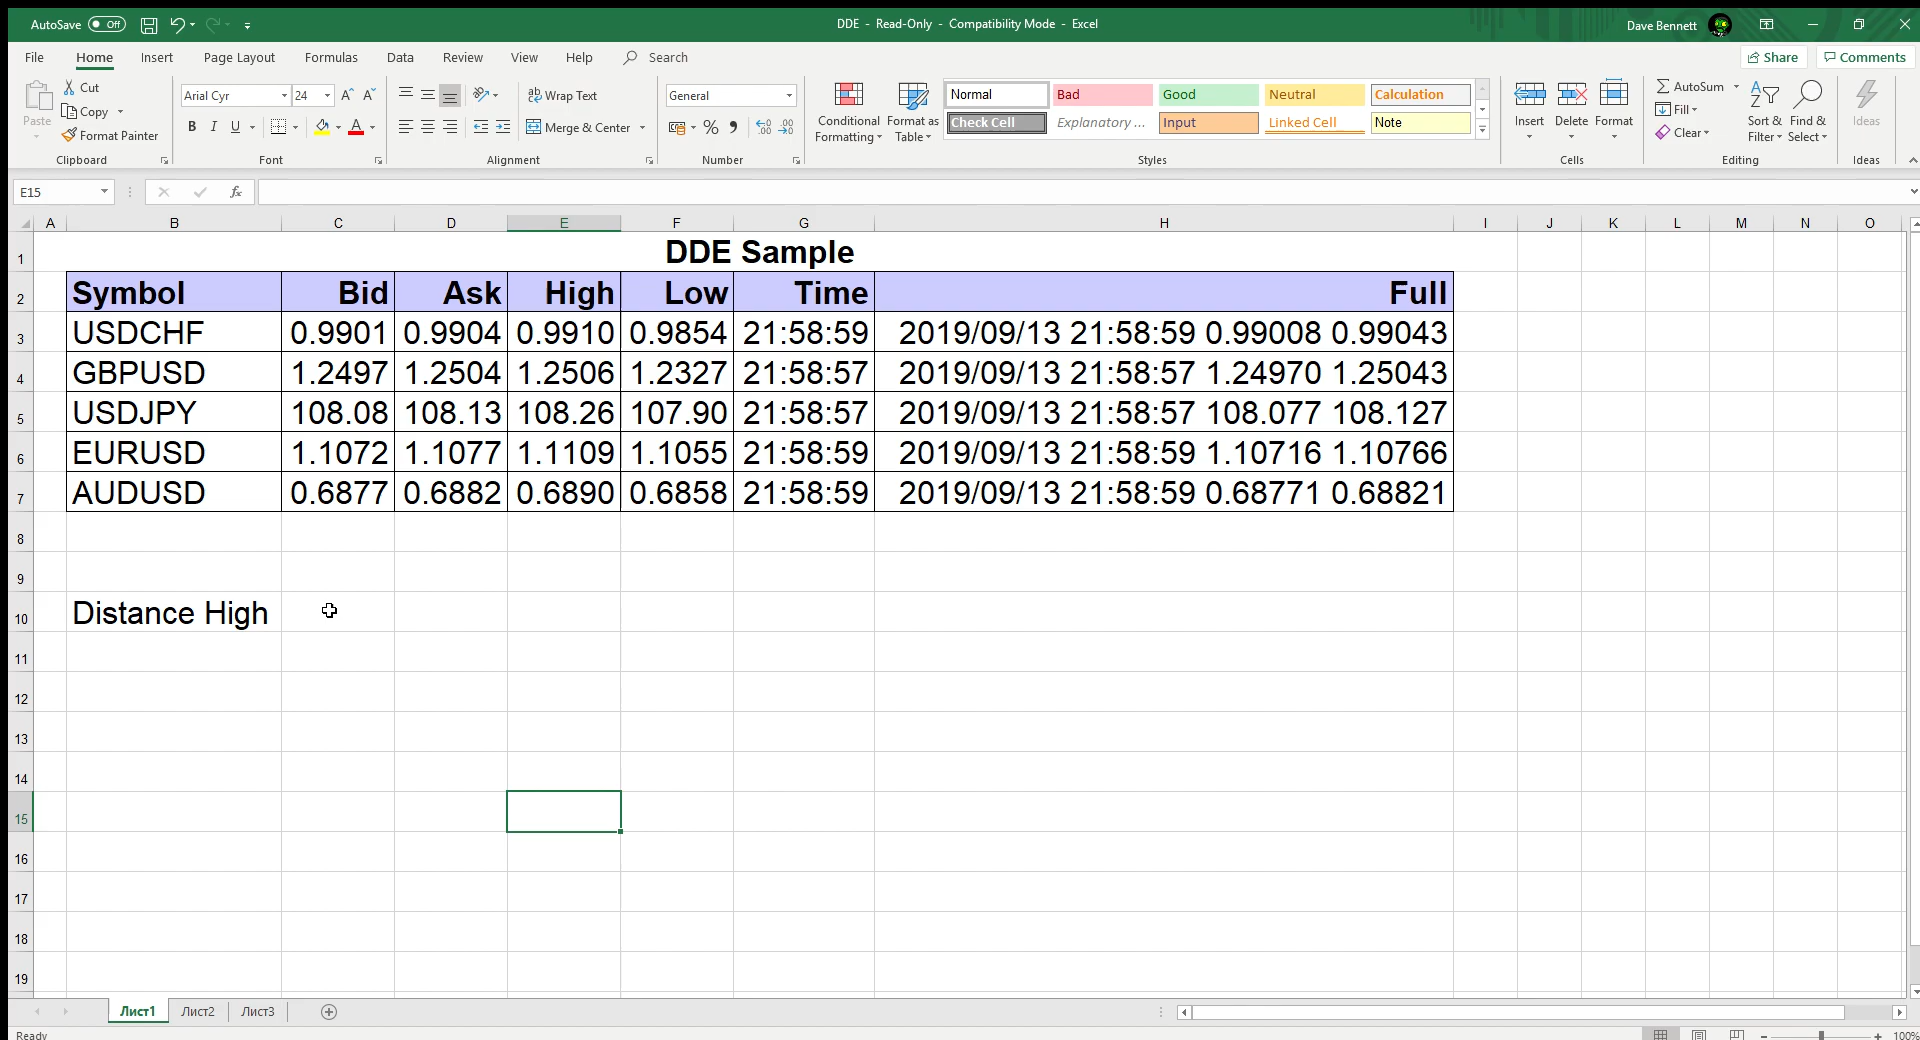 AutoSave Off DDE - Read-Only - Compatibility Mode - Excel Dave Bennett
File Home Insert Page Layout Formulas Data Review View Help Search Share Comments
Paste Cut
Copy
Format Painter
Clipboard
Arial Cyr 24
B I U
Font
Wrap Text
Merge & Center
Alignment
General
Number
Conditional Formatting
Format as Table
Normal Bad Good Neutral Calculation
Check Cell Explanatory ... Input Linked Cell Note
Styles
Insert Delete Format
Cells
AutoSum
Fill
Clear
Sort & Filter
Find & Select
Editing
Ideas
Ideas
E15 fx
A B C D E F G H I J K L M N O
1 DDE Sample
2 Symbol Bid Ask High Low Time Full
3 USDCHF 0.9901 0.9904 0.9910 0.9854 21:58:59 2019/09/13 21:58:59 0.99008 0.99043
4 GBPUSD 1.2497 1.2504 1.2506 1.2327 21:58:57 2019/09/13 21:58:57 1.24970 1.25043
5 USDJPY 108.08 108.13 108.26 107.90 21:58:57 2019/09/13 21:58:57 108.077 108.127
6 EURUSD 1.1072 1.1077 1.1109 1.1055 21:58:59 2019/09/13 21:58:59 1.10716 1.10766
7 AUDUSD 0.6877 0.6882 0.6890 0.6858 21:58:59 2019/09/13 21:58:59 0.68771 0.68821
8
9
10 Distance High
11
12
13
14
15
16
17
18
19
Лист1 Лист2 Лист3
Ready 100%